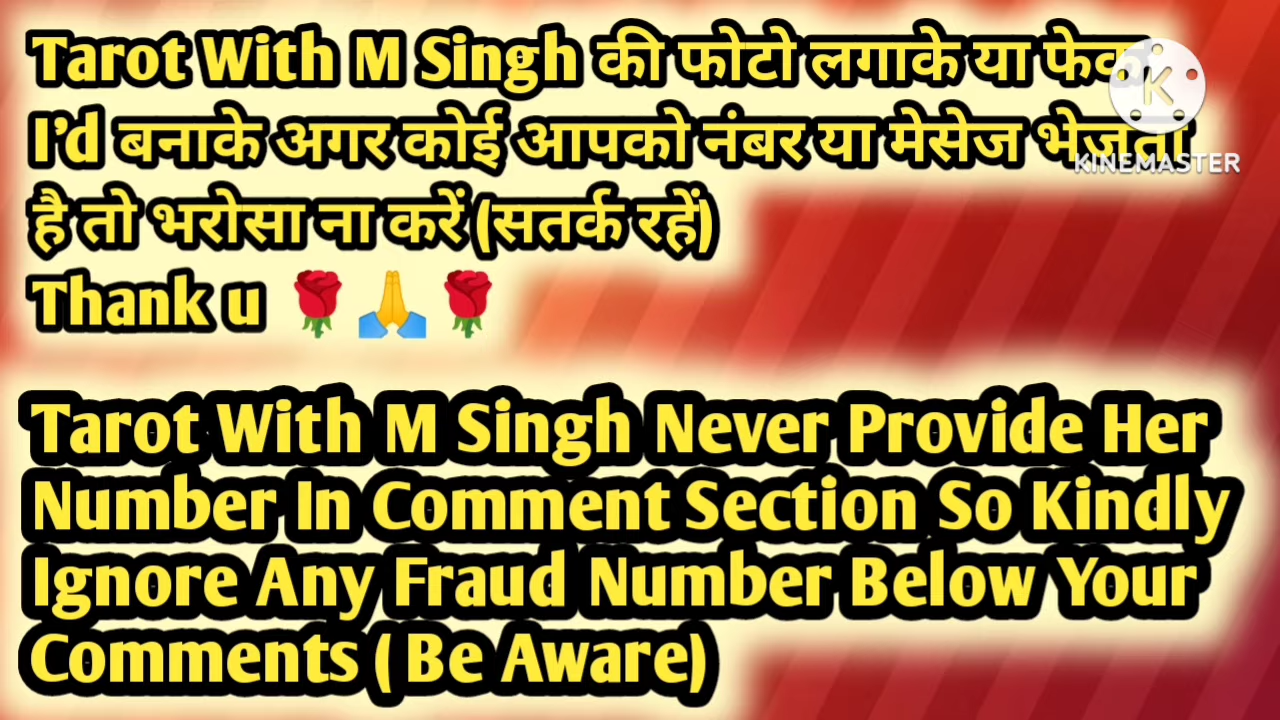 Tarot With M Singh की फोटो लगाके या फेक
I'd बनाके अगर कोई आपको नंबर या मेसेज भेजता
KINEMASTER
है तो भरोसा ना करें (सतर्क रहें)
Thank u 🌹🙏🌹
Tarot With M Singh Never Provide Her
Number In Comment Section So Kindly
Ignore Any Fraud Number Below Your
Comments ( Be Aware)